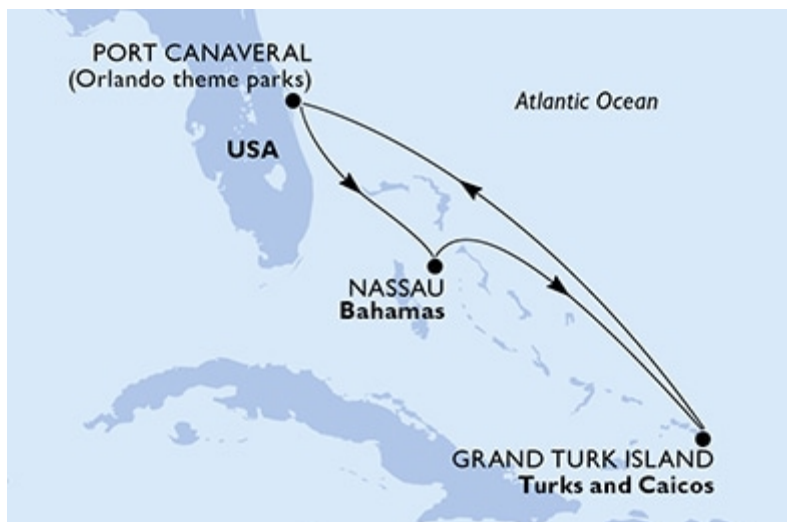 PORT CANAVERAL
(Orlando theme parks)
Atlantic Ocean
USA
NASSAU
Bahamas
GRAND TURK ISLAND
Turks and Caicos